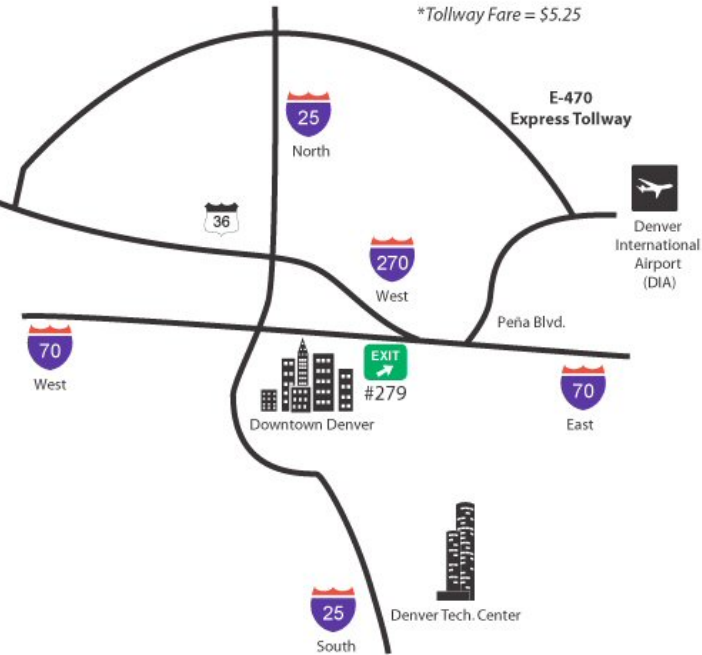 *Tollway Fare = $5.25
E-470
Express Tollway
25
North
36
Denver
International
Airport
(DIA)
270
West
Peña Blvd.
70
West
EXIT
#279
70
East
Downtown Denver
25
South
Denver Tech. Center